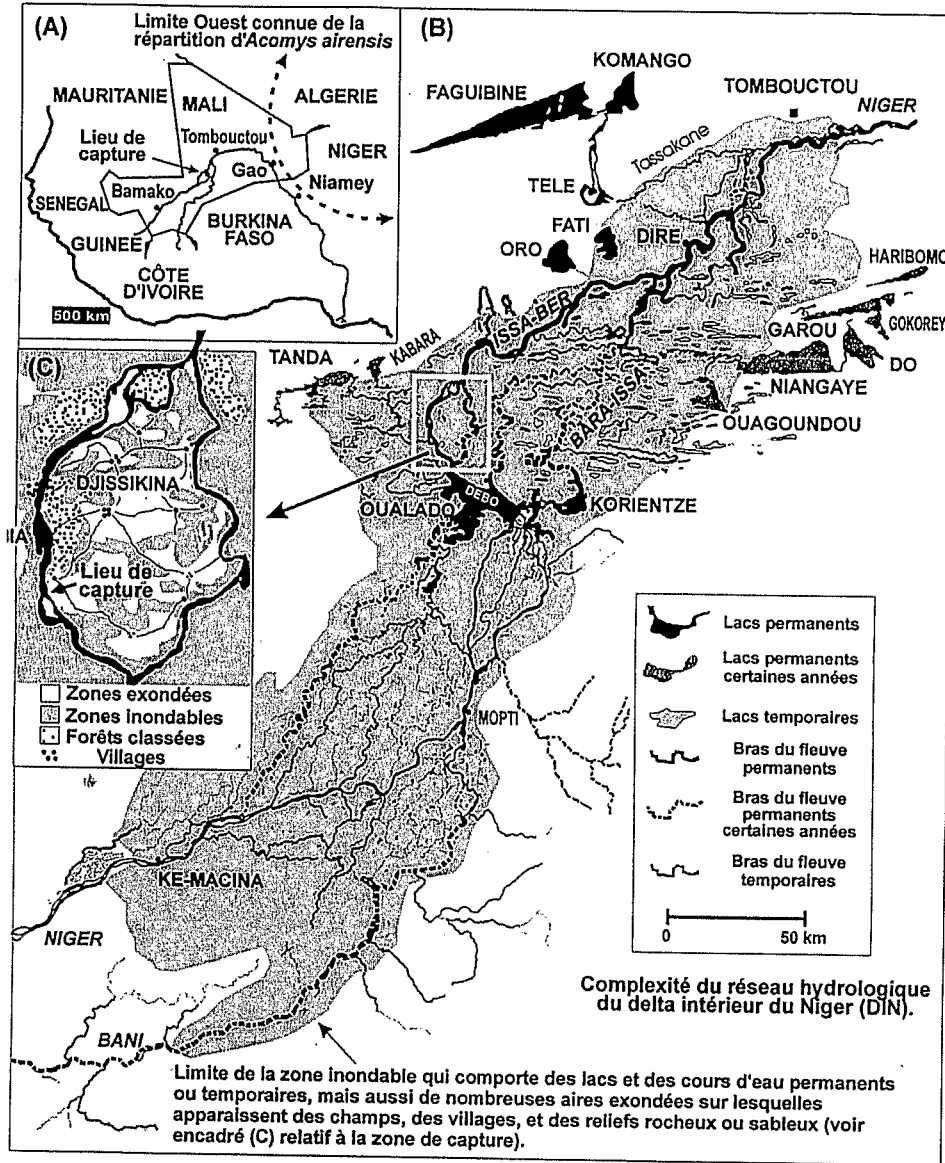 (A)
Limite Ouest connue de la
répartition d'Acomys airensis
MAURITANIE
MALI
ALGERIE
Lieu de
capture
Tombouctou
NIGER
Gao
Bamako
Niamey
SENEGAL
BURKINA
FASO
GUINEE
CÔTE
D'IVOIRE
500 km
(B)
KOMANGO
FAGUIBINE
TOMBOUCTOU
NIGER
Tassakane
TELE
FATI
ORO
DIRE
HARIBOMO
ISSA-BER
GAROU
GOKOREY
KABARA
TANDA
DO
NIANGAYE
BARA-ISSA
OUAGOUNDOU
DEBO
OUALADO
KORIENTZE
MOPTI
KE-MACINA
NIGER
BANI
(C)
DJISSIKINA
IIA
Lieu de
capture
Zones exondées
Zones inondables
Forêts classées
Villages
Lacs permanents
Lacs permanents
certaines années
Lacs temporaires
Bras du fleuve
permanents
Bras du fleuve
permanents
certaines années
Bras du fleuve
temporaires
0 50 km
Complexité du réseau hydrologique
du delta intérieur du Niger (DIN).
Limite de la zone inondable qui comporte des lacs et des cours d'eau permanents
ou temporaires, mais aussi de nombreuses aires exondées sur lesquelles
apparaissent des champs, des villages, et des reliefs rocheux ou sableux (voir
encadré (C) relatif à la zone de capture).